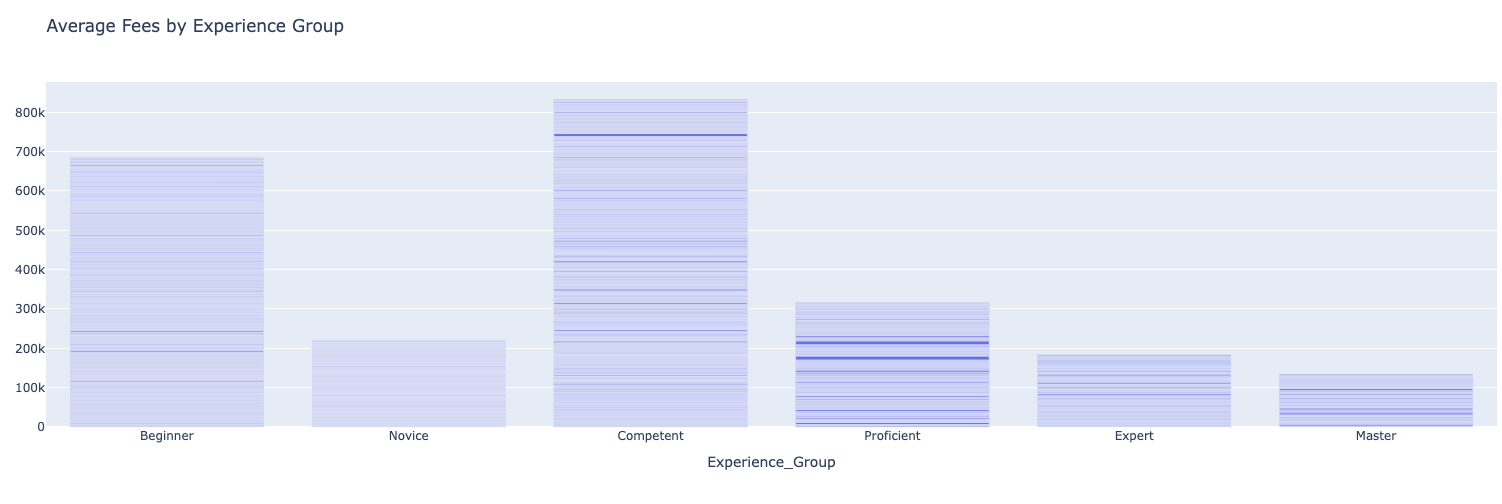 Average Fees by Experience Group
800k
700k
600k
500k
400k
300k
200k
100k
0
Beginner
Novice
Competent
Proficient
Expert
Master
Experience_Group